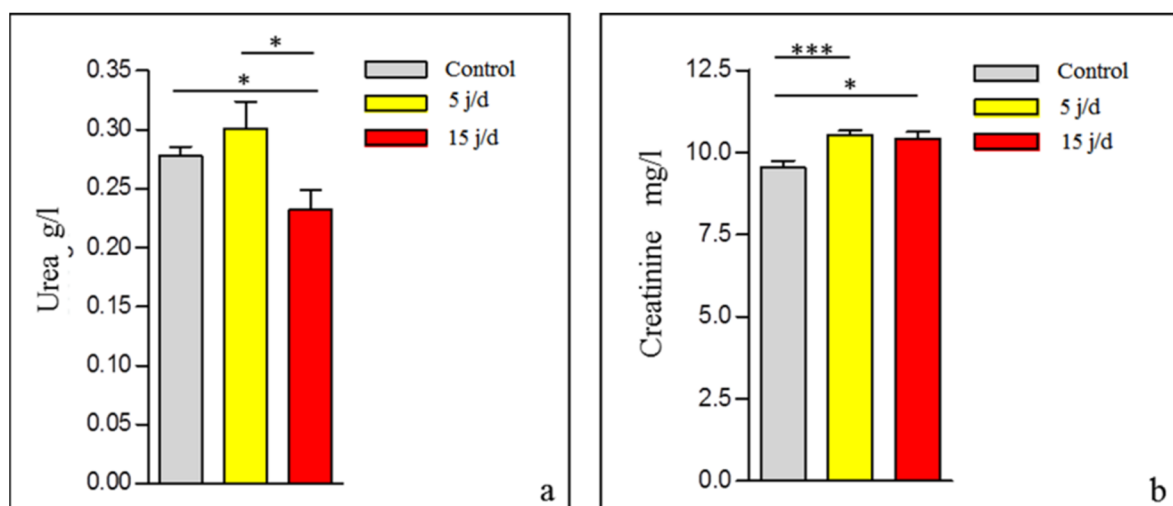 *
*
0.35
0.30
0.25
0.20
0.15
0.10
0.05
0.00
Urea g/l
Control
5 j/d
15 j/d
a
***
*
12.5
10.0
7.5
5.0
2.5
0.0
Creatinine mg/l
Control
5 j/d
15 j/d
b